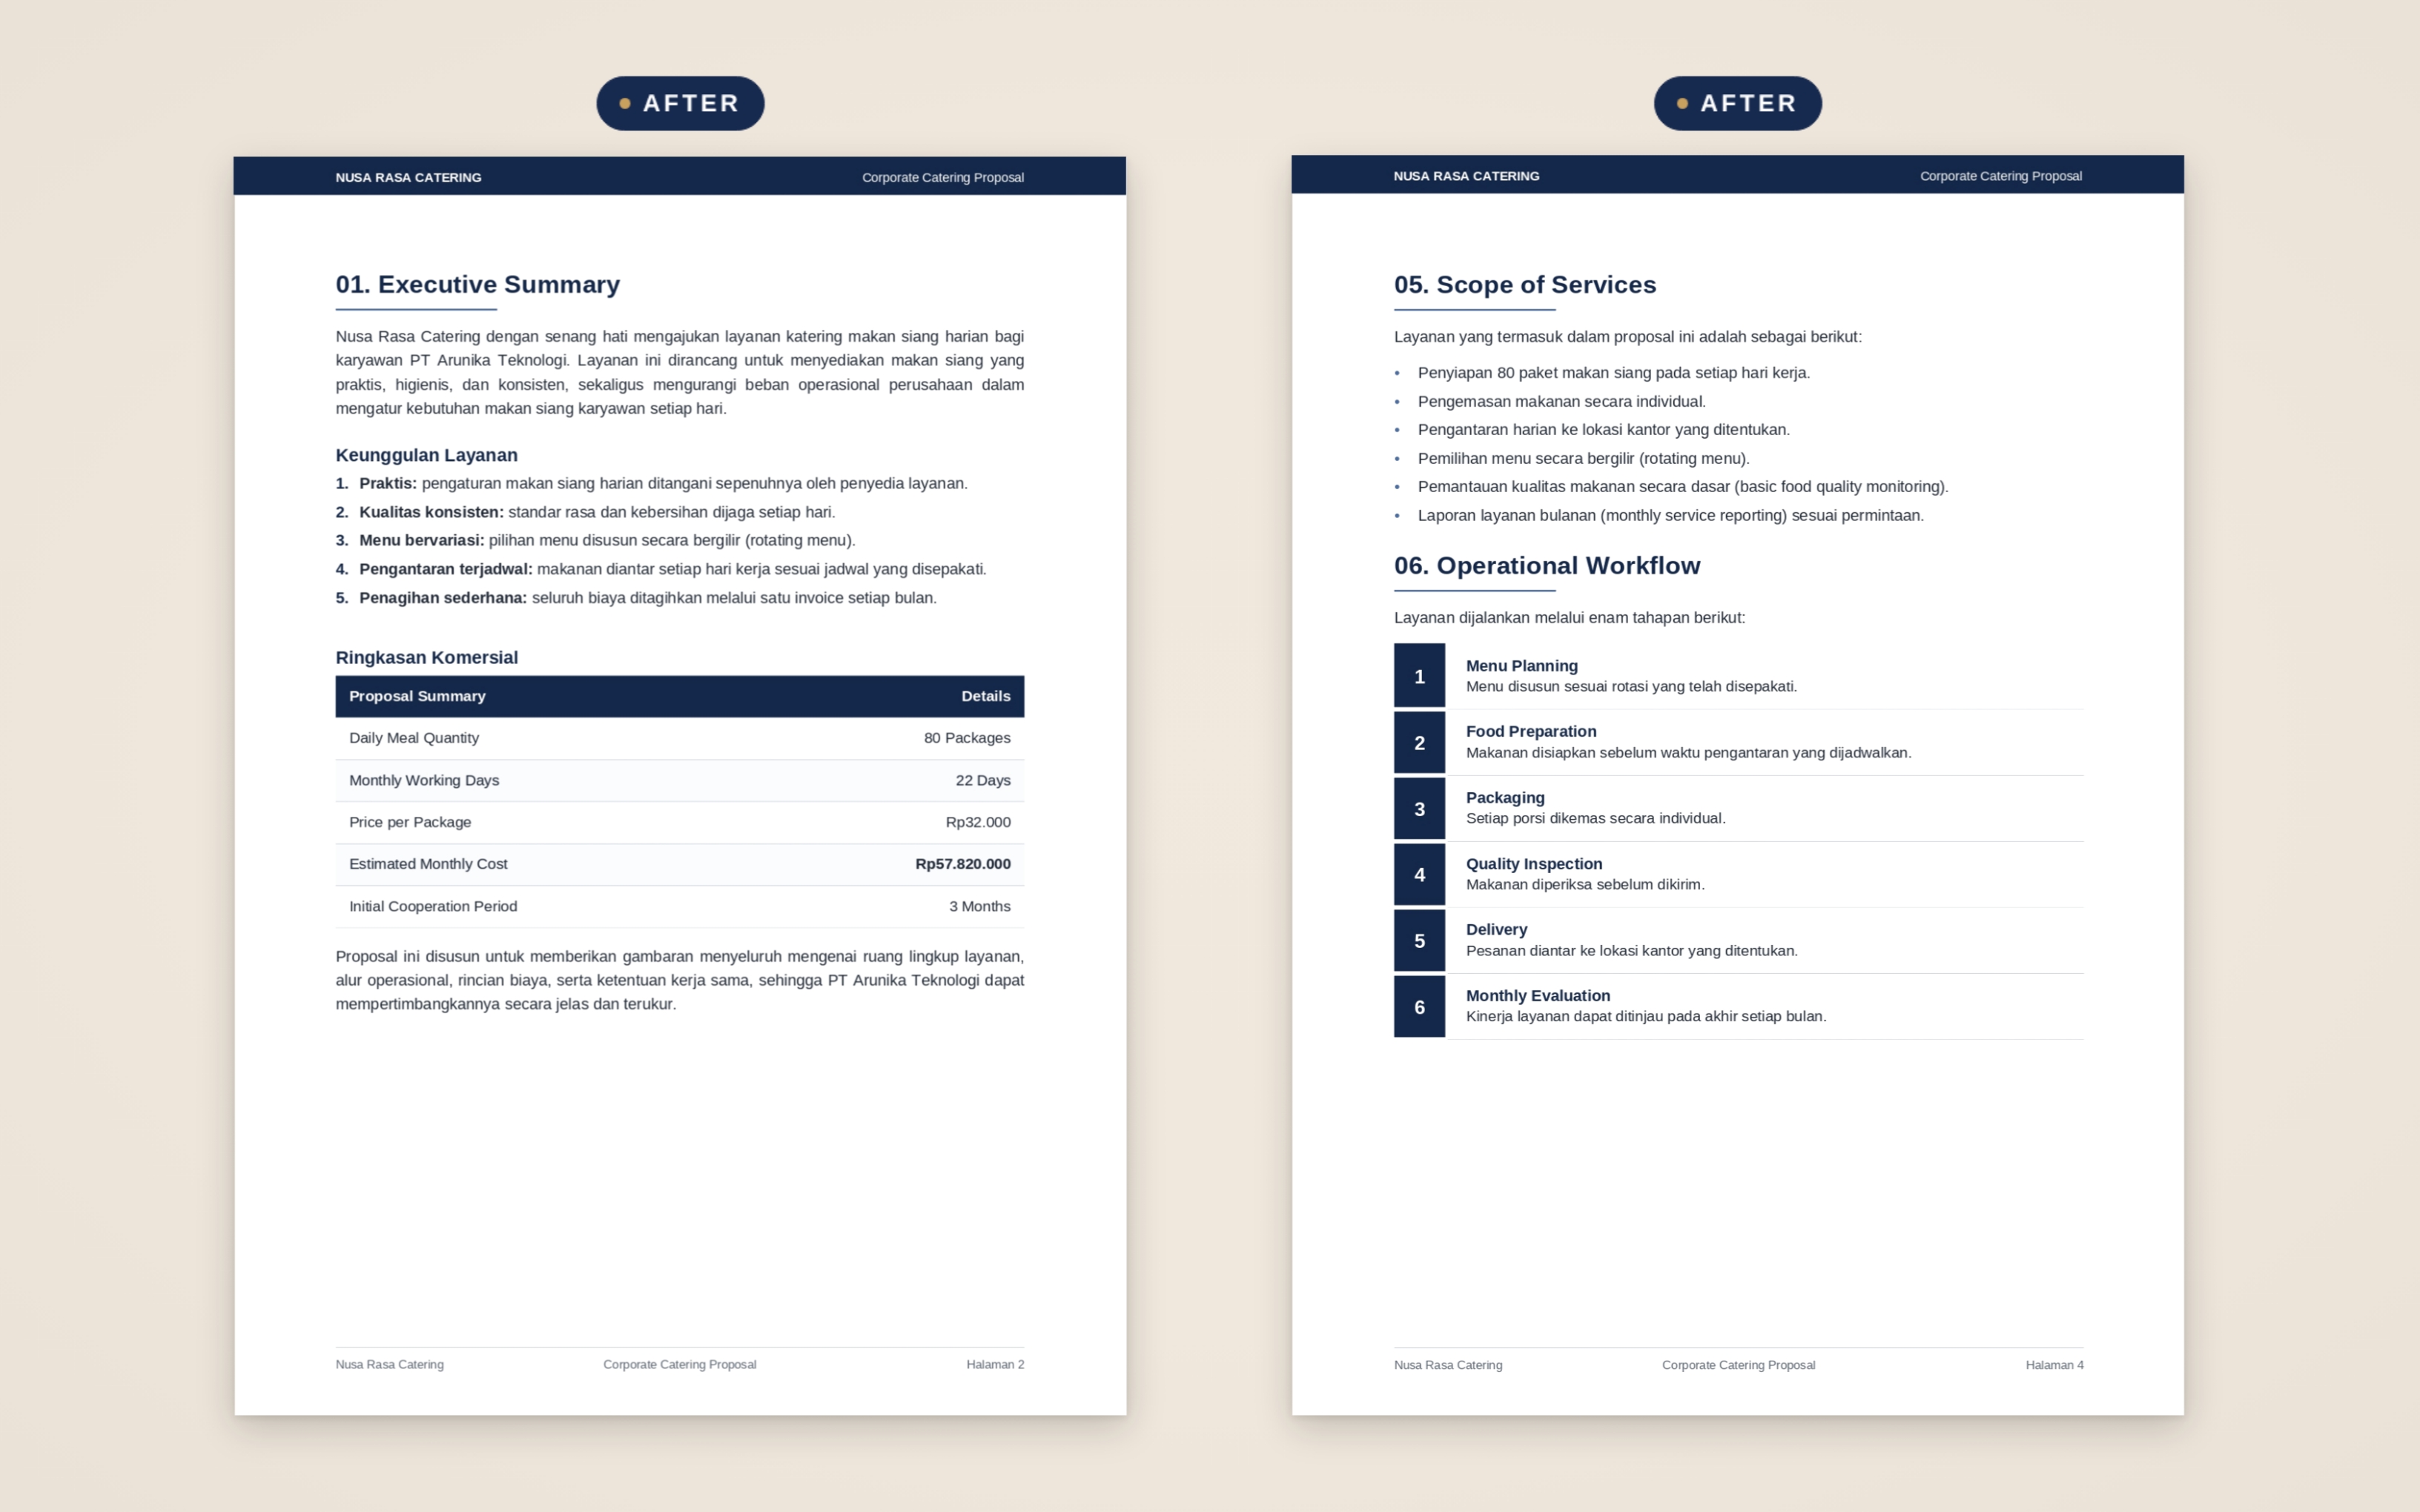 AFTER
NUSA RASA CATERING
Corporate Catering Proposal
01. Executive Summary
Nusa Rasa Catering dengan senang hati mengajukan layanan katering makan siang harian bagi
karyawan PT Arunika Teknologi. Layanan ini dirancang untuk menyediakan makan siang yang
praktis, higienis, dan konsisten, sekaligus mengurangi beban operasional perusahaan dalam
mengatur kebutuhan makan siang karyawan setiap hari.
Keunggulan Layanan
1. Praktis: pengaturan makan siang harian ditangani sepenuhnya oleh penyedia layanan.
2. Kualitas konsisten: standar rasa dan kebersihan dijaga setiap hari.
3. Menu bervariasi: pilihan menu disusun secara bergilir (rotating menu).
4. Pengantaran terjadwal: makanan diantar setiap hari kerja sesuai jadwal yang disepakati.
5. Penagihan sederhana: seluruh biaya ditagihkan melalui satu invoice setiap bulan.
Ringkasan Komersial
Proposal Summary Details
Daily Meal Quantity 80 Packages
Monthly Working Days 22 Days
Price per Package Rp32.000
Estimated Monthly Cost Rp57.820.000
Initial Cooperation Period 3 Months
Proposal ini disusun untuk memberikan gambaran menyeluruh mengenai ruang lingkup layanan,
alur operasional, rincian biaya, serta ketentuan kerja sama, sehingga PT Arunika Teknologi dapat
mempertimbangkannya secara jelas dan terukur.
Nusa Rasa Catering Corporate Catering Proposal Halaman 2
AFTER
NUSA RASA CATERING
Corporate Catering Proposal
05. Scope of Services
Layanan yang termasuk dalam proposal ini adalah sebagai berikut:
• Penyiapan 80 paket makan siang pada setiap hari kerja.
• Pengemasan makanan secara individual.
• Pengantaran harian ke lokasi kantor yang ditentukan.
• Pemilihan menu secara bergilir (rotating menu).
• Pemantauan kualitas makanan secara dasar (basic food quality monitoring).
• Laporan layanan bulanan (monthly service reporting) sesuai permintaan.
06. Operational Workflow
Layanan dijalankan melalui enam tahapan berikut:
1 Menu Planning
Menu disusun sesuai rotasi yang telah disepakati.
2 Food Preparation
Makanan disiapkan sebelum waktu pengantaran yang dijadwalkan.
3 Packaging
Setiap porsi dikemas secara individual.
4 Quality Inspection
Makanan diperiksa sebelum dikirim.
5 Delivery
Pesanan diantar ke lokasi kantor yang ditentukan.
6 Monthly Evaluation
Kinerja layanan dapat ditinjau pada akhir setiap bulan.
Nusa Rasa Catering Corporate Catering Proposal Halaman 4